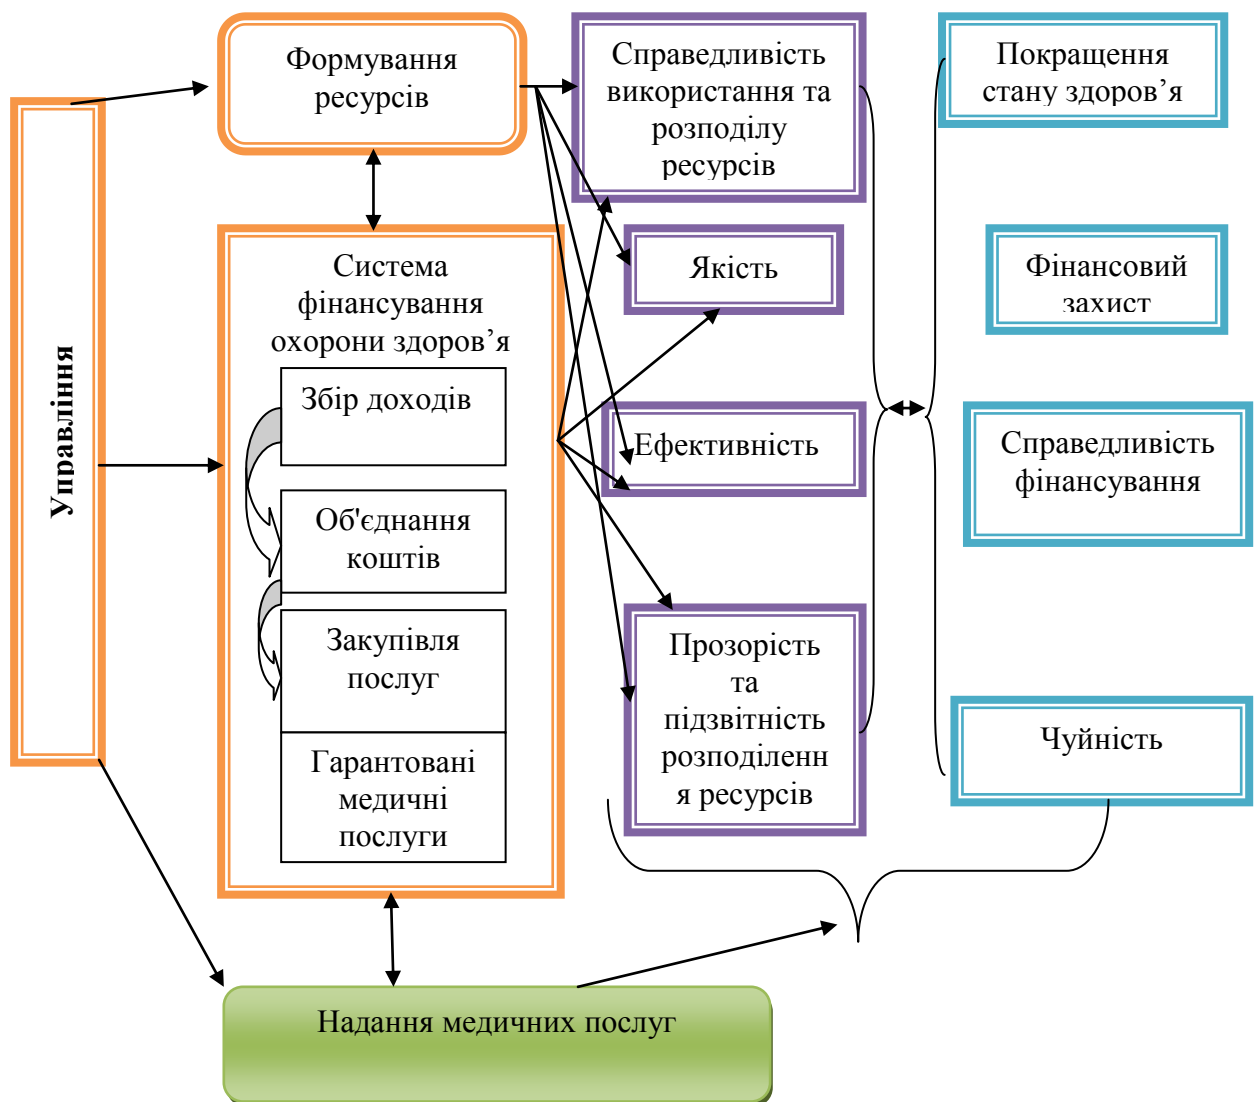 Управління
Формування
ресурсів
Система
фінансування
охорони здоров’я
Збір доходів
Об'єднання
коштів
Закупівля
послуг
Гарантовані
медичні
послуги
Справедливість
використання та
розподілу
ресурсів
Якість
Ефективність
Прозорість
та
підзвітність
розподіленн
я ресурсів
Покращення
стану здоров’я
Фінансовий
захист
Справедливість
фінансування
Чуйність
Надання медичних послуг